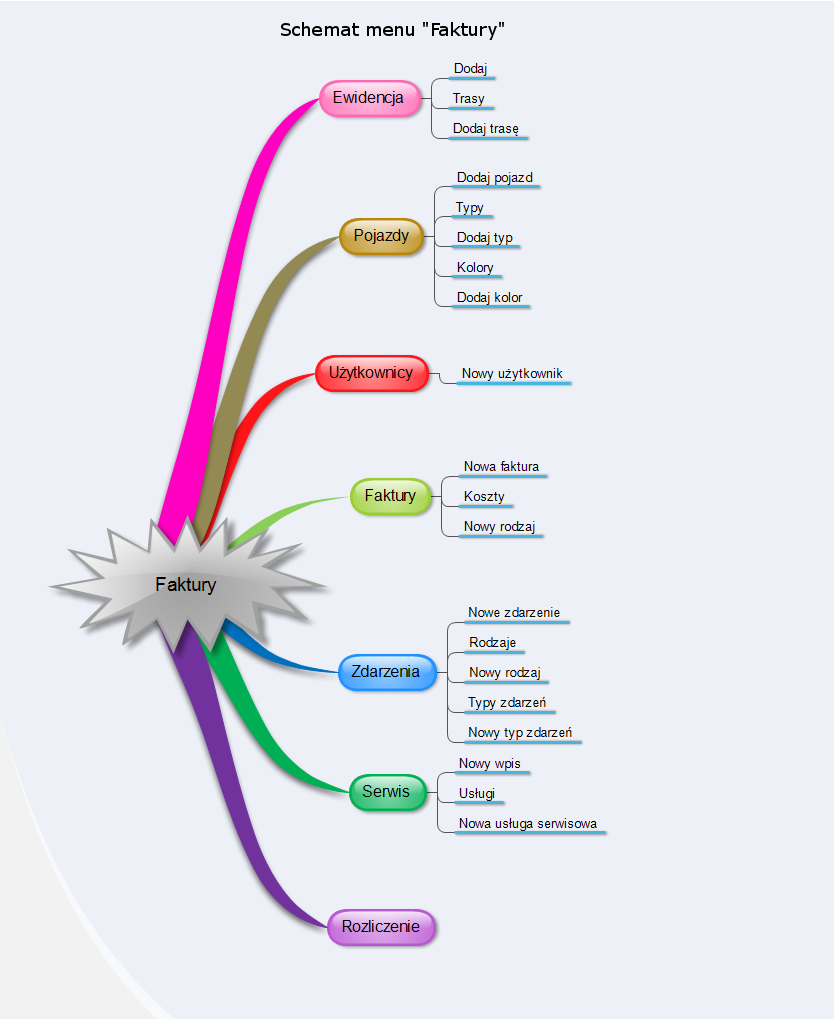 Schemat menu "Faktury"
Ewidencja
Dodaj
Trasy
Dodaj trasę
Pojazdy
Dodaj pojazd
Typy
Dodaj typ
Kolory
Dodaj kolor
Użytkownicy
Nowy użytkownik
Faktury
Nowa faktura
Koszty
Nowy rodzaj
Faktury
Zdarzenia
Nowe zdarzenie
Rodzaje
Nowy rodzaj
Typy zdarzeń
Nowy typ zdarzeń
Serwis
Nowy wpis
Usługi
Nowa usługa serwisowa
Rozliczenie